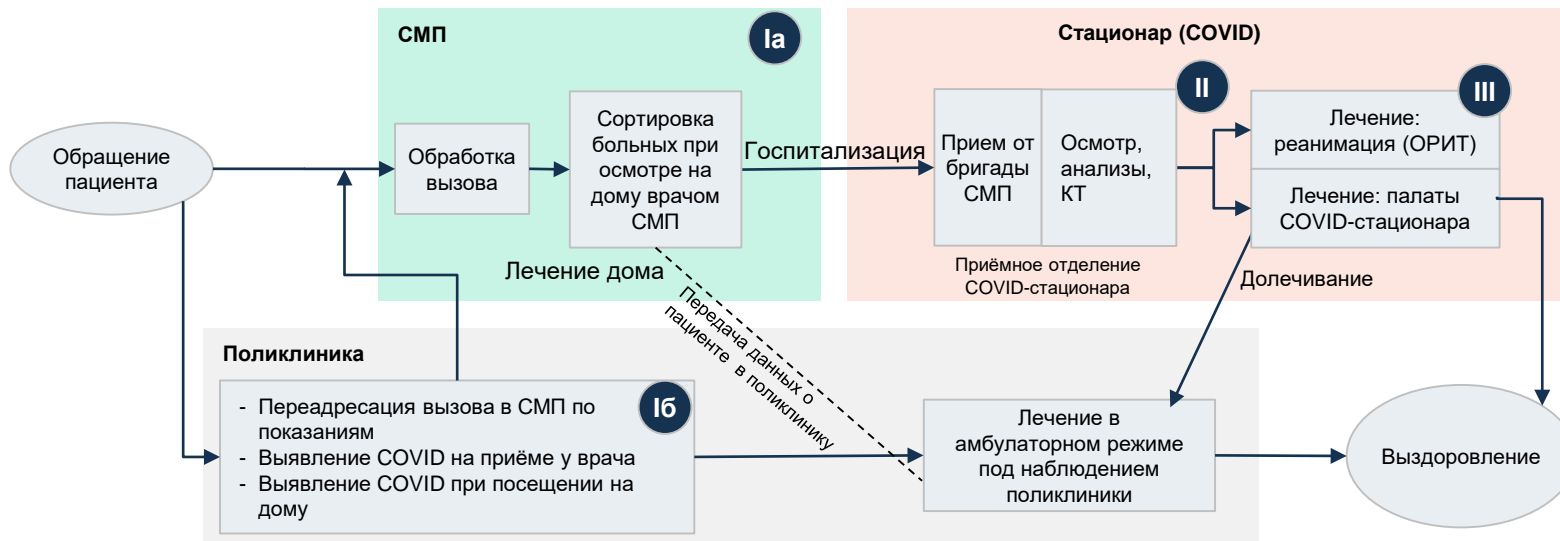 СМП
Iа
Стационар (COVID)
II
III
Обращение
пациента
Обработка
вызова
Сортировка
больных при
осмотре на
дому врачом
СМП
Госпитализация
Прием от
бригады
СМП
Осмотр,
анализы,
КТ
Лечение:
реанимация (ОРИТ)
Лечение: палаты
COVID-стационара
Лечение дома
Приёмное отделение
COVID-стационара
Долечивание
Передача данных о
пациенте в поликлинику
Поликлиника
Iб
- Переадресация вызова в СМП по
показаниям
- Выявление COVID на приёме у врача
- Выявление COVID при посещении на
дому
Лечение в
амбулаторном режиме
под наблюдением
поликлиники
Выздоровление